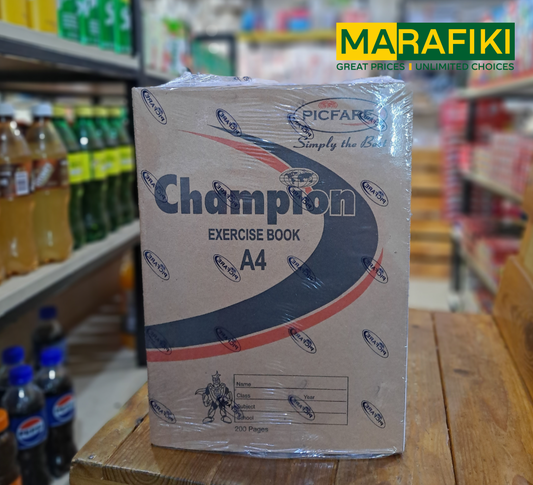 MARAFIKI
GREAT PRICES | UNLIMITED CHOICES
PICFARE
Simply the Best
Champion
EXERCISE BOOK
A4
Name
Class Year
Subject
School
200 Pages
pepsi